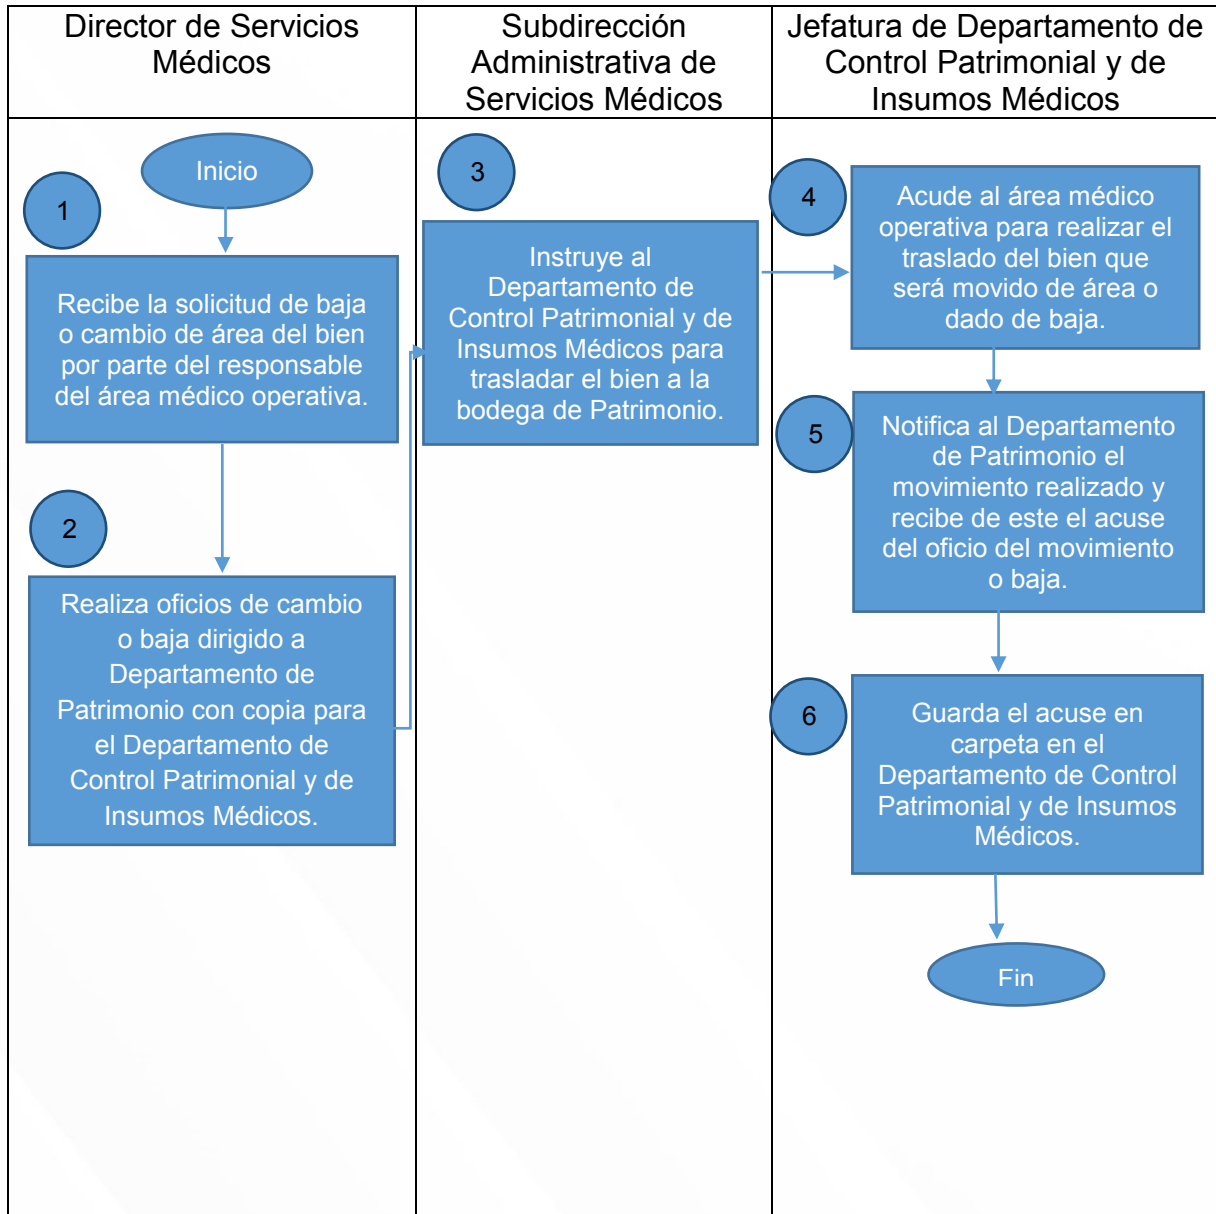 Director de Servicios
Médicos
Subdirección
Administrativa de
Servicios Médicos
Jefatura de Departamento de
Control Patrimonial y de
Insumos Médicos
Inicio
1
Recibe la solicitud de baja
o cambio de área del bien
por parte del responsable
del área médico operativa.
2
Realiza oficios de cambio
o baja dirigido a
Departamento de
Patrimonio con copia para
el Departamento de
Control Patrimonial y de
Insumos Médicos.
3
Instruye al
Departamento de
Control Patrimonial y de
Insumos Médicos para
trasladar el bien a la
bodega de Patrimonio.
4
Acude al área médico
operativa para realizar el
traslado del bien que
será movido de área o
dado de baja.
5
Notifica al Departamento
de Patrimonio el
movimiento realizado y
recibe de este el acuse
del oficio del movimiento
o baja.
6
Guarda el acuse en
carpeta en el
Departamento de Control
Patrimonial y de Insumos
Médicos.
Fin